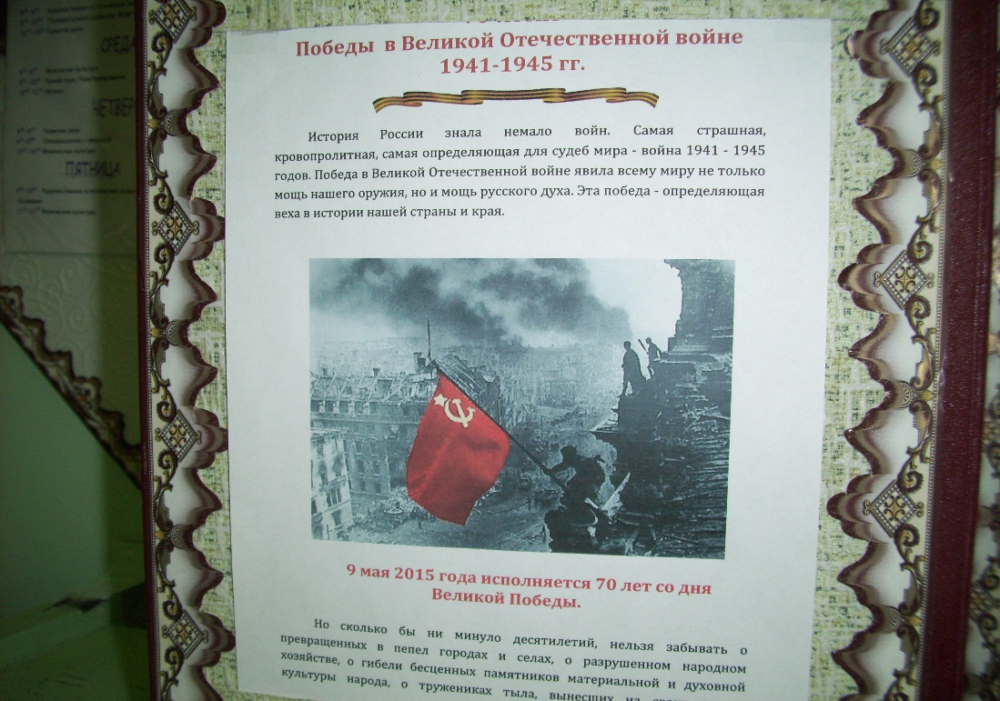 СРЕДА
ЧЕТВЕР
ПЯТНИЦА
Победы в Великой Отечественной войне
1941-1945 гг.
История России знала немало войн. Самая страшная,
кровопролитная, самая определяющая для судеб мира - война 1941 - 1945
годов. Победа в Великой Отечественной войне явила всему миру не только
мощь нашего оружия, но и мощь русского духа. Эта победа - определяющая
веха в истории нашей страны и края.
9 мая 2015 года исполняется 70 лет со дня
Великой Победы.
Но сколько бы ни минуло десятилетий, нельзя забывать о
превращенных в пепел городах и селах, о разрушенном народном
хозяйстве, о гибели бесценных памятников материальной и духовной
культуры народа, о тружениках тыла, вынесших из